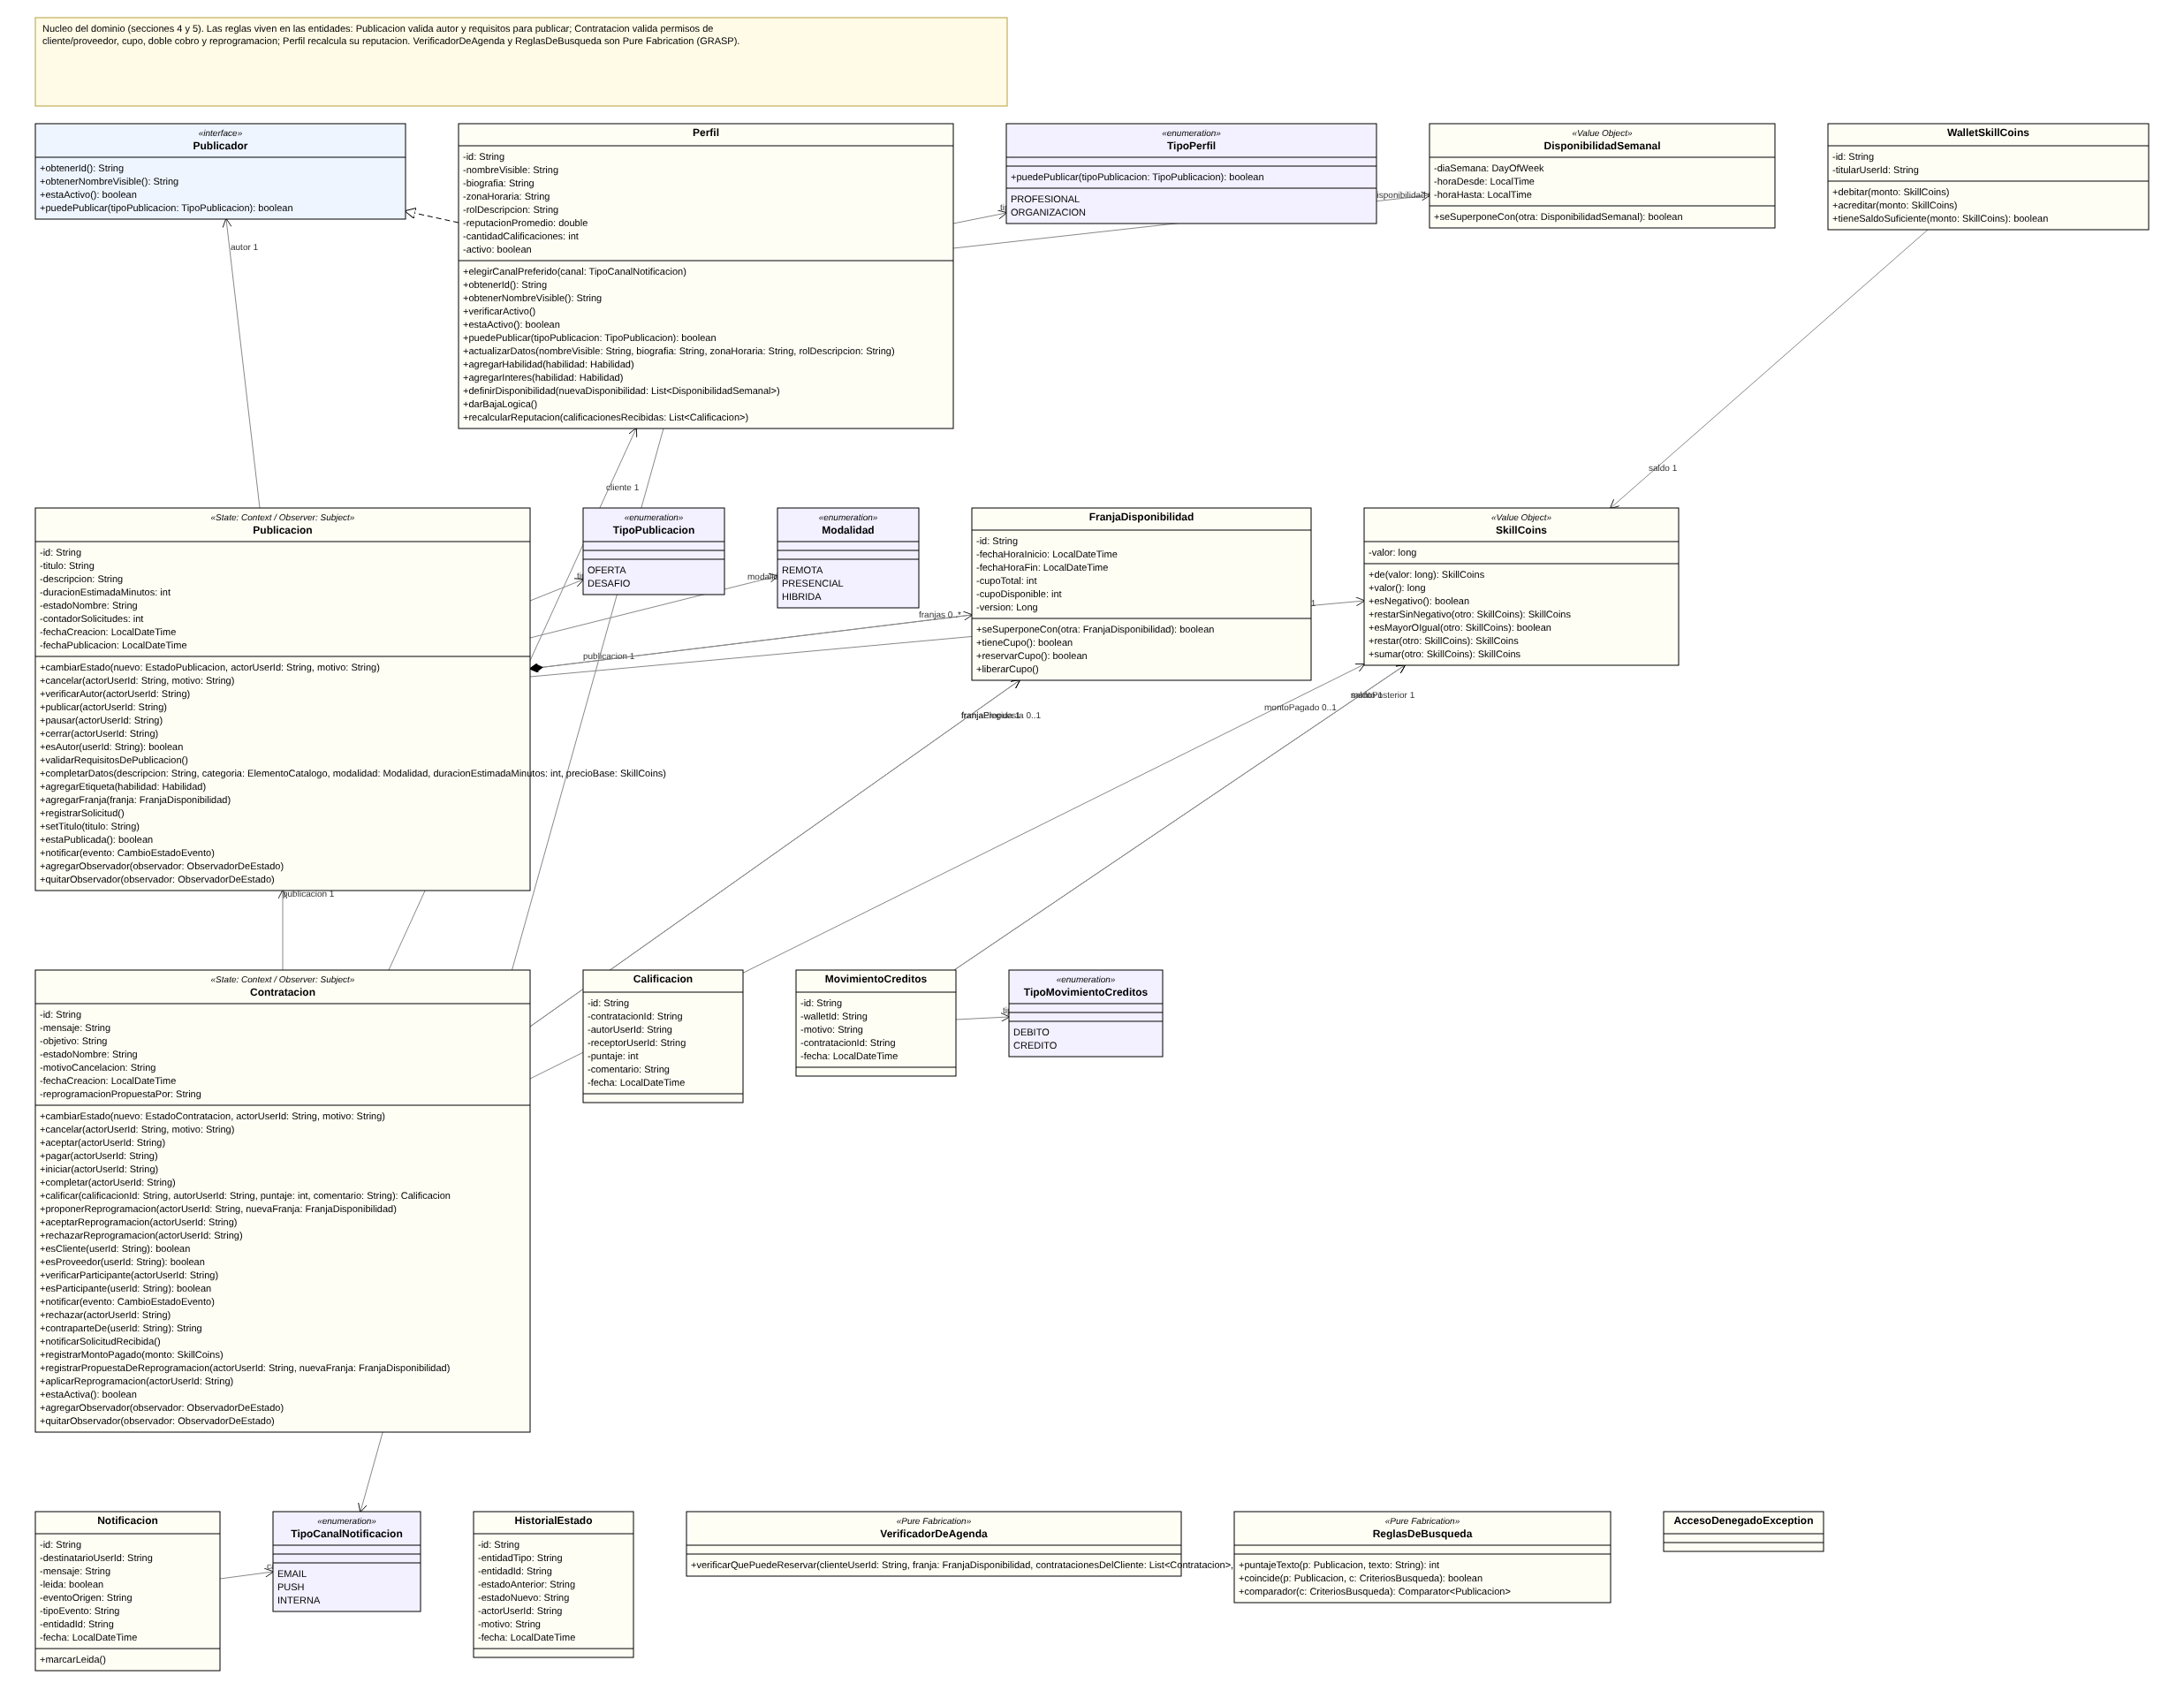 Nucleo del dominio (secciones 4 y 5). Las reglas viven en las entidades: Publicacion valida autor y requisitos para publicar; Contratacion valida permisos de
cliente/proveedor, cupo, doble cobro y reprogramacion; Perfil recalcula su reputacion. VerificadorDeAgenda y ReglasDeBusqueda son Pure Fabrication (GRASP).
«interface»
Publicador
+obtenerId(): String
+obtenerNombreVisible(): String
+estaActivo(): boolean
+puedePublicar(tipoPublicacion: TipoPublicacion): boolean
Perfil
-id: String
-nombreVisible: String
-biografia: String
-zonaHoraria: String
-rolDescripcion: String
-reputacionPromedio: double
-cantidadCalificaciones: int
-activo: boolean
+elegirCanalPreferido(canal: TipoCanalNotificacion)
+obtenerId(): String
+obtenerNombreVisible(): String
+verificarActivo()
+estaActivo(): boolean
+puedePublicar(tipoPublicacion: TipoPublicacion): boolean
+actualizarDatos(nombreVisible: String, biografia: String, zonaHoraria: String, rolDescripcion: String)
+agregarHabilidad(habilidad: Habilidad)
+agregarInteres(habilidad: Habilidad)
+definirDisponibilidad(nuevaDisponibilidad: List<DisponibilidadSemanal>)
+darBajaLogica()
+recalcularReputacion(calificacionesRecibidas: List<Calificacion>)
«enumeration»
TipoPerfil
+puedePublicar(tipoPublicacion: TipoPublicacion): boolean
PROFESIONAL
ORGANIZACION
«Value Object»
DisponibilidadSemanal
-diaSemana: DayOfWeek
-horaDesde: LocalTime
-horaHasta: LocalTime
+seSuperponeCon(otra: DisponibilidadSemanal): boolean
WalletSkillCoins
-id: String
-titularUserId: String
+debitar(monto: SkillCoins)
+acreditar(monto: SkillCoins)
+tieneSaldoSuficiente(monto: SkillCoins): boolean
autor 1
cliente 1
saldo 1
«State: Context / Observer: Subject»
Publicacion
-id: String
-titulo: String
-descripcion: String
-duracionEstimadaMinutos: int
-estadoNombre: String
-contadorSolicitudes: int
-fechaCreacion: LocalDateTime
-fechaPublicacion: LocalDateTime
+cambiarEstado(nuevo: EstadoPublicacion, actorUserId: String, motivo: String)
+cancelar(actorUserId: String, motivo: String)
+verificarAutor(actorUserId: String)
+publicar(actorUserId: String)
+pausar(actorUserId: String)
+cerrar(actorUserId: String)
+esAutor(userId: String): boolean
+validarRequisitosDePublicacion()
+completarDatos(descripcion: String, categoria: ElementoCatalogo, modalidad: Modalidad, duracionEstimadaMinutos: int, precioBase: SkillCoins)
+agregarEtiqueta(habilidad: Habilidad)
+agregarFranja(franja: FranjaDisponibilidad)
+registrarSolicitud()
+setTitulo(titulo: String)
+estaPublicada(): boolean
+notificar(evento: CambioEstadoEvento)
+agregarObservador(observador: ObservadorDeEstado)
+quitarObservador(observador: ObservadorDeEstado)
«enumeration»
TipoPublicacion
OFERTA
DESAFIO
«enumeration»
Modalidad
REMOTA
PRESENCIAL
HIBRIDA
franjas 0..*
publicacion 1
FranjaDisponibilidad
-id: String
-fechaHoraInicio: LocalDateTime
-fechaHoraFin: LocalDateTime
-cupoTotal: int
-cupoDisponible: int
-version: Long
+seSuperponeCon(otra: FranjaDisponibilidad): boolean
+tieneCupo(): boolean
+reservarCupo(): boolean
+liberarCupo()
1
«Value Object»
SkillCoins
-valor: long
+de(valor: long): SkillCoins
+valor(): long
+esNegativo(): boolean
+restarSinNegativo(otro: SkillCoins): SkillCoins
+esMayorOIgual(otro: SkillCoins): boolean
+restar(otro: SkillCoins): SkillCoins
+sumar(otro: SkillCoins): SkillCoins
montoPagado 0..1
publicacion 1
«State: Context / Observer: Subject»
Contratacion
-id: String
-mensaje: String
-objetivo: String
-estadoNombre: String
-motivoCancelacion: String
-fechaCreacion: LocalDateTime
-reprogramacionPropuestaPor: String
+cambiarEstado(nuevo: EstadoContratacion, actorUserId: String, motivo: String)
+cancelar(actorUserId: String, motivo: String)
+aceptar(actorUserId: String)
+pagar(actorUserId: String)
+iniciar(actorUserId: String)
+completar(actorUserId: String)
+calificar(calificacionId: String, autorUserId: String, puntaje: int, comentario: String): Calificacion
+proponerReprogramacion(actorUserId: String, nuevaFranja: FranjaDisponibilidad)
+aceptarReprogramacion(actorUserId: String)
+rechazarReprogramacion(actorUserId: String)
+esCliente(userId: String): boolean
+esProveedor(userId: String): boolean
+verificarParticipante(actorUserId: String)
+esParticipante(userId: String): boolean
+notificar(evento: CambioEstadoEvento)
+rechazar(actorUserId: String)
+contraparteDe(userId: String): String
+notificarSolicitudRecibida()
+registrarMontoPagado(monto: SkillCoins)
+registrarPropuestaDeReprogramacion(actorUserId: String, nuevaFranja: FranjaDisponibilidad)
+aplicarReprogramacion(actorUserId: String)
+estaActiva(): boolean
+agregarObservador(observador: ObservadorDeEstado)
+quitarObservador(observador: ObservadorDeEstado)
Calificacion
-id: String
-contratacionId: String
-autorUserId: String
-receptorUserId: String
-puntaje: int
-comentario: String
-fecha: LocalDateTime
MovimientoCreditos
-id: String
-walletId: String
-motivo: String
-contratacionId: String
-fecha: LocalDateTime
«enumeration»
TipoMovimientoCreditos
DEBITO
CREDITO
Notificacion
-id: String
-destinatarioUserId: String
-mensaje: String
-leida: boolean
-eventoOrigen: String
-tipoEvento: String
-entidadId: String
-fecha: LocalDateTime
+marcarLeida()
«enumeration»
TipoCanalNotificacion
EMAIL
PUSH
INTERNA
HistorialEstado
-id: String
-entidadTipo: String
-entidadId: String
-estadoAnterior: String
-estadoNuevo: String
-actorUserId: String
-motivo: String
-fecha: LocalDateTime
«Pure Fabrication»
VerificadorDeAgenda
+verificarQuePuedeReservar(clienteUserId: String, franja: FranjaDisponibilidad, contratacionesDelCliente: List<Contratacion>,
«Pure Fabrication»
ReglasDeBusqueda
+puntajeTexto(p: Publicacion, texto: String): int
+coincide(p: Publicacion, c: CriteriosBusqueda): boolean
+comparador(c: CriteriosBusqueda): Comparator<Publicacion>
AccesoDenegadoException